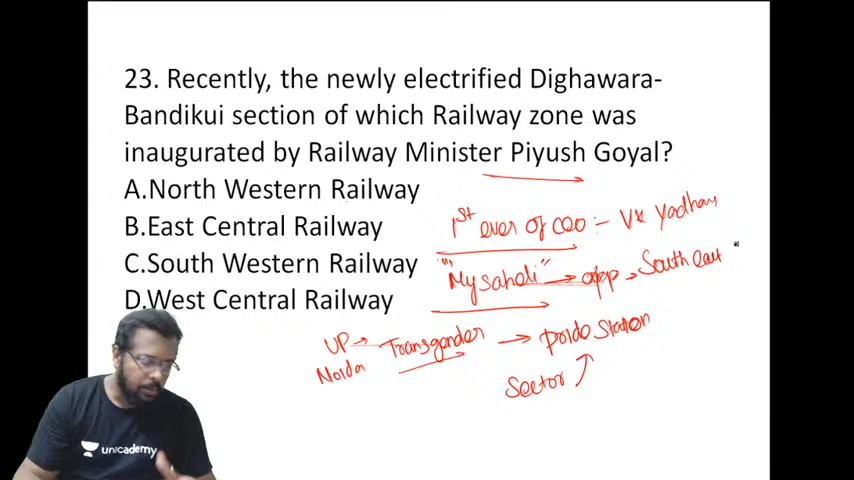 23. Recently, the newly electrified Dighawara-
Bandikui section of which Railway zone was
inaugurated by Railway Minister Piyush Goyal?
A.North Western Railway
B.East Central Railway
C.South Western Railway
D.West Central Railway
1st ever of CEO :- VK Yadhav
"My saheli" → app → South east "
UP → Transgender → pride Station
Noida
Sector
unacademy